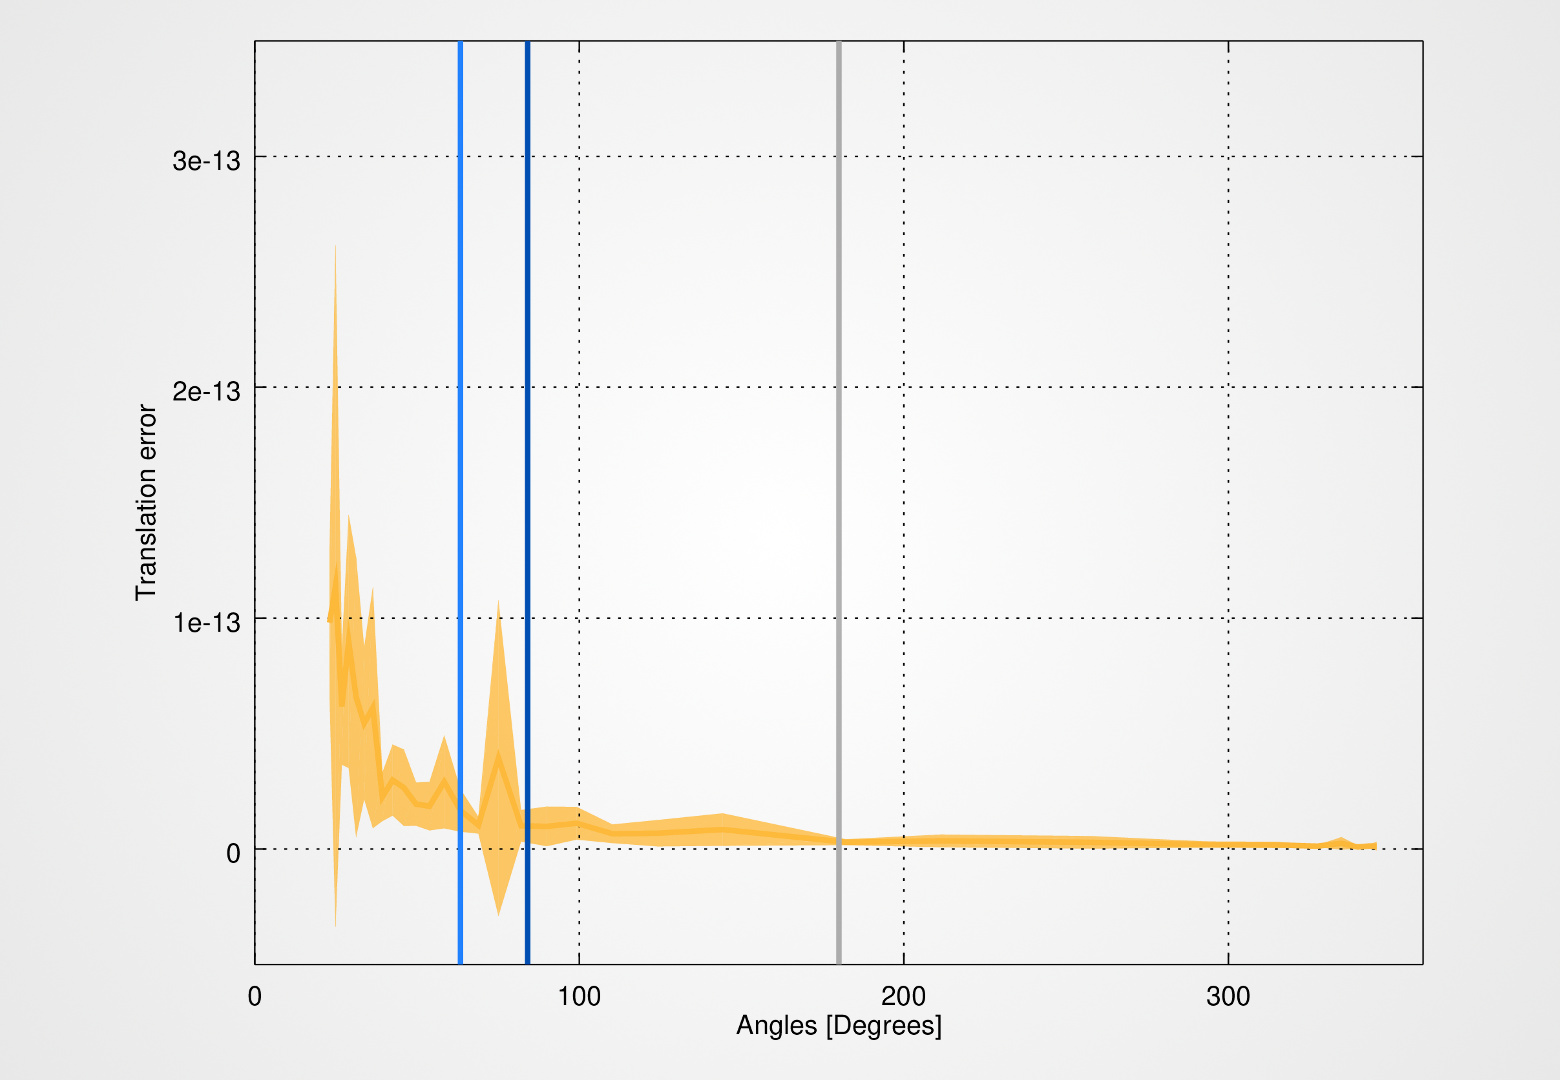 3e-13
2e-13
1e-13
0
Translation error
0 100 200 300
Angles [Degrees]